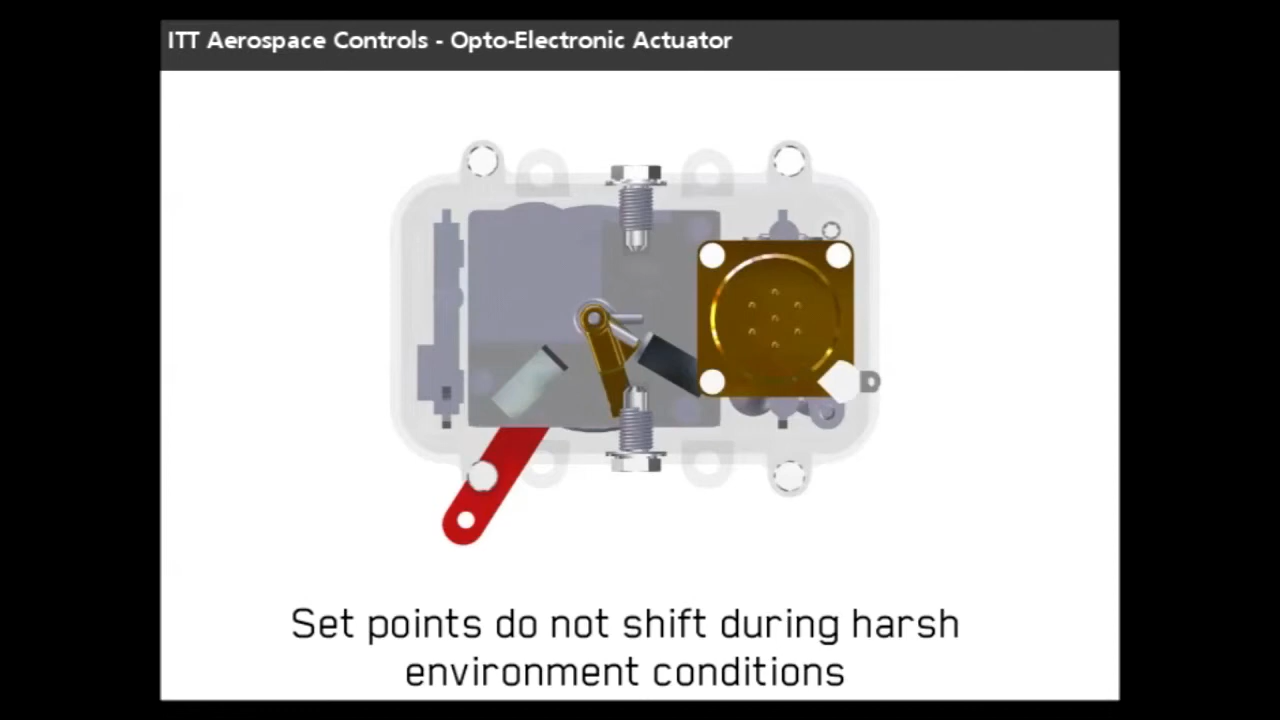 ITT Aerospace Controls - Opto-Electronic Actuator
Set points do not shift during harsh
environment conditions